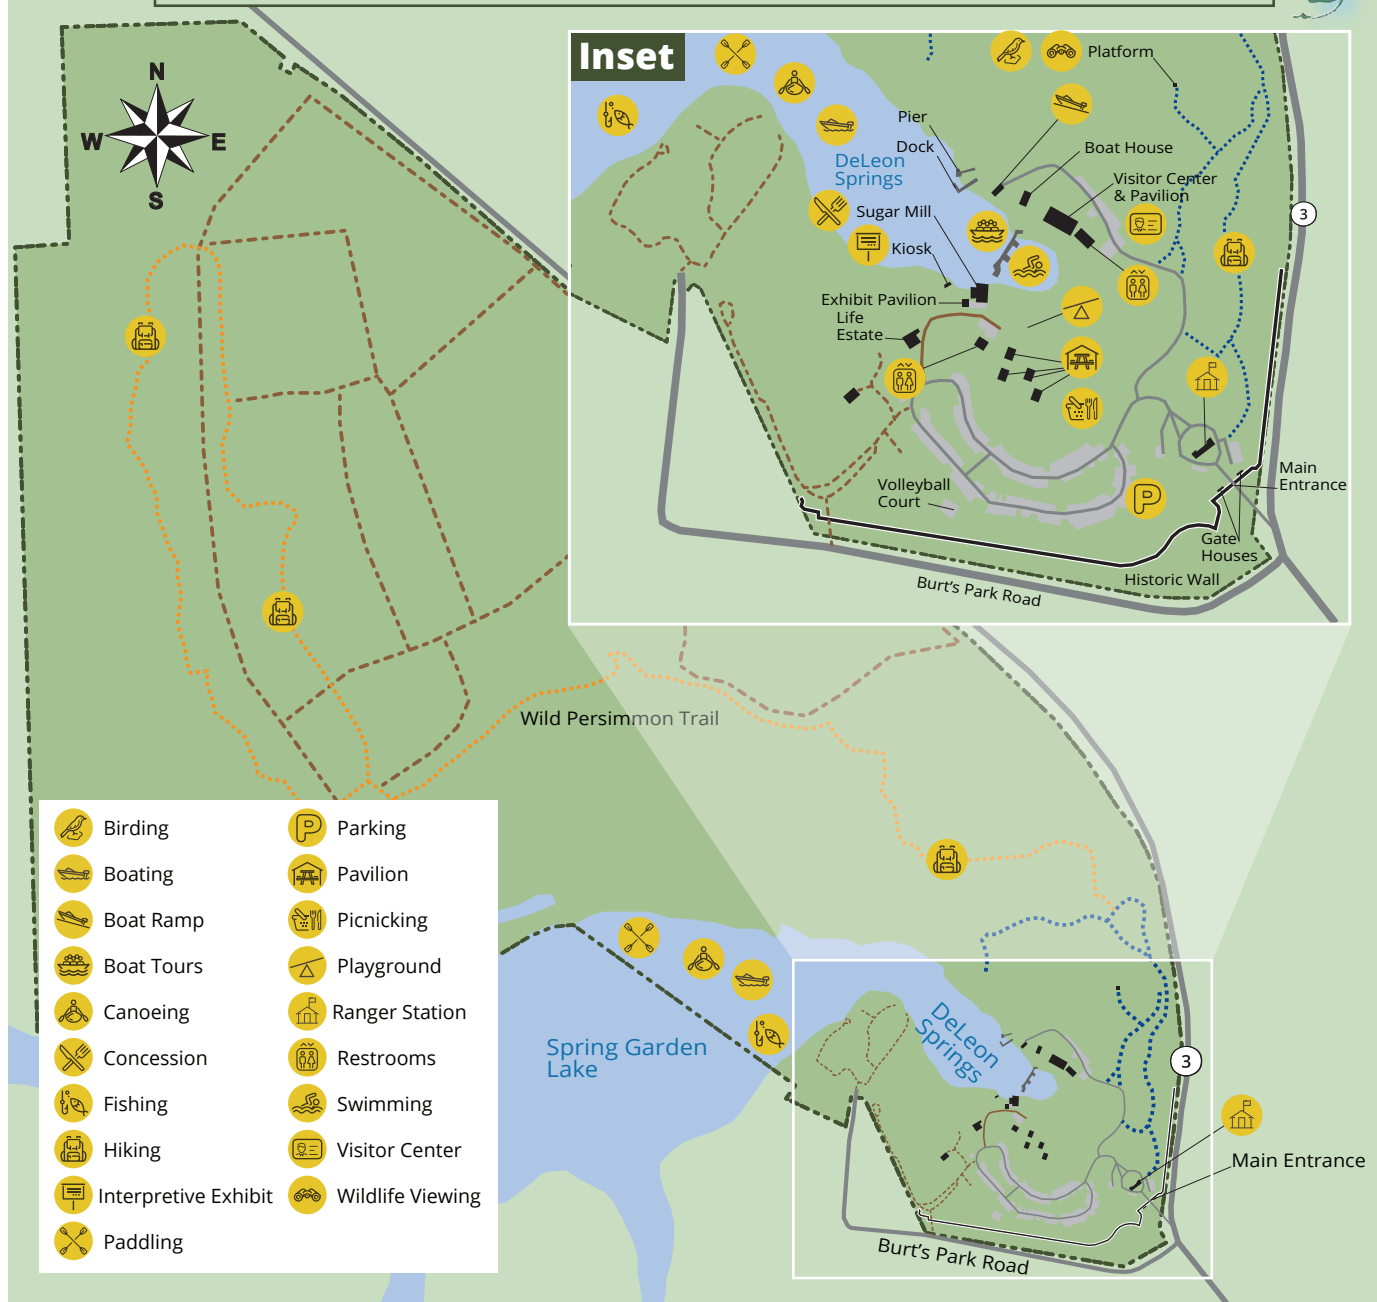 Inset
N
W
E
S
Platform
Pier
Dock
Boat House
DeLeon
Springs
Visitor Center
& Pavilion
Sugar Mill
3
Kiosk
Exhibit Pavilion
Life
Estate
Volleyball
Court
P
Main
Entrance
Gate
Houses
Historic Wall
Burt's Park Road
Wild Persimmon Trail
Birding
Boating
Boat Ramp
Boat Tours
Canoeing
Concession
Fishing
Hiking
Interpretive Exhibit
Paddling
P
Parking
Pavilion
Picnicking
Playground
Ranger Station
Restrooms
Swimming
Visitor Center
Wildlife Viewing
Spring Garden
Lake
DeLeon
Springs
3
Main Entrance
Burt's Park Road